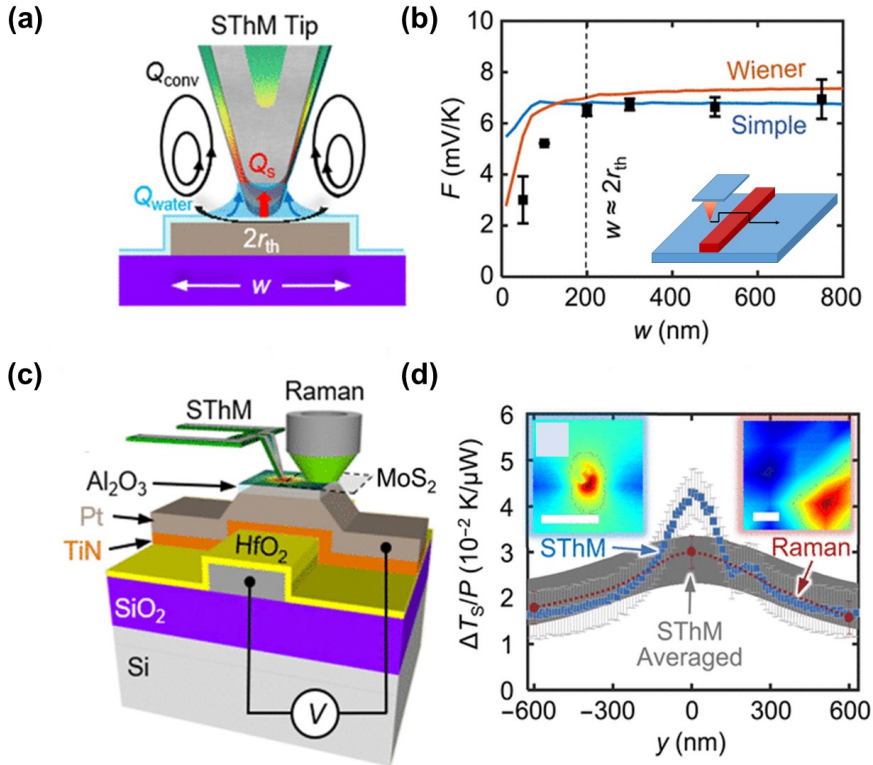 (a)
SThM Tip
Qconv
Qs
Qwater
2rth
w
(b)
F (mV/K)
10
8
6
4
2
0
Wiener
Simple
w ≈ 2rth
0 200 400 600 800
w (nm)
(c)
SThM
Raman
Al2O3
MoS2
Pt
TiN
HfO2
SiO2
Si
V
(d)
ΔTS/P (10⁻² K/μW)
6
5
4
3
2
1
0
SThM
Raman
SThM
Averaged
−600 −300 0 300 600
y (nm)